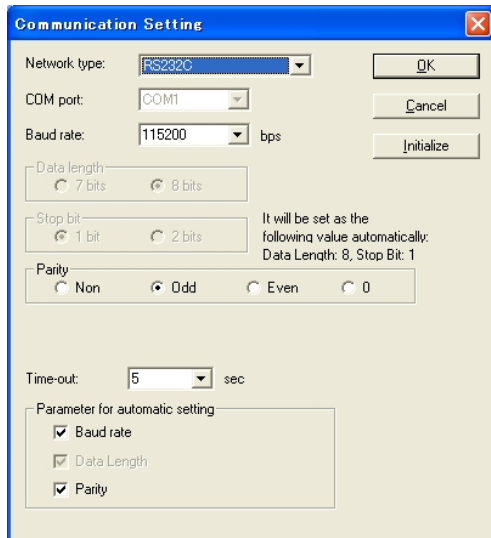 Communication Setting
Network type: RS232C OK
COM port: COM1 Cancel
Baud rate: 115200 bps Initialize
Data length
7 bits 8 bits
Stop bit
1 bit 2 bits
It will be set as the
following value automatically:
Data Length: 8, Stop Bit: 1
Parity
Non Odd Even 0
Time-out: 5 sec
Parameter for automatic setting
Baud rate
Data Length
Parity